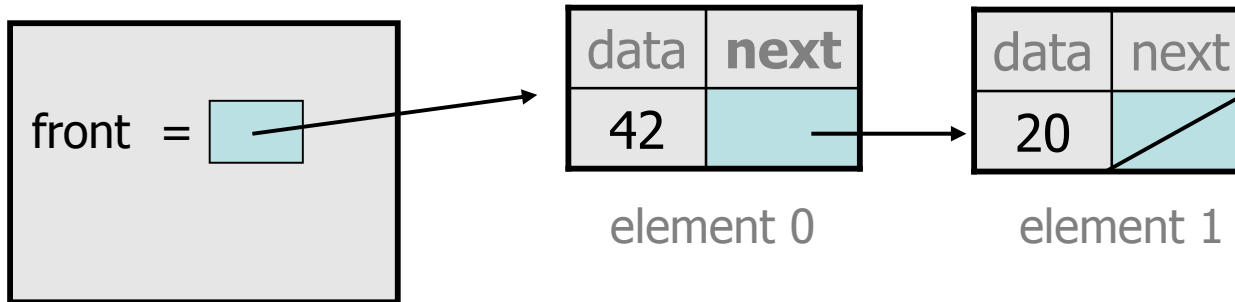 data next
data next
front =
42
20
element 0
element 1